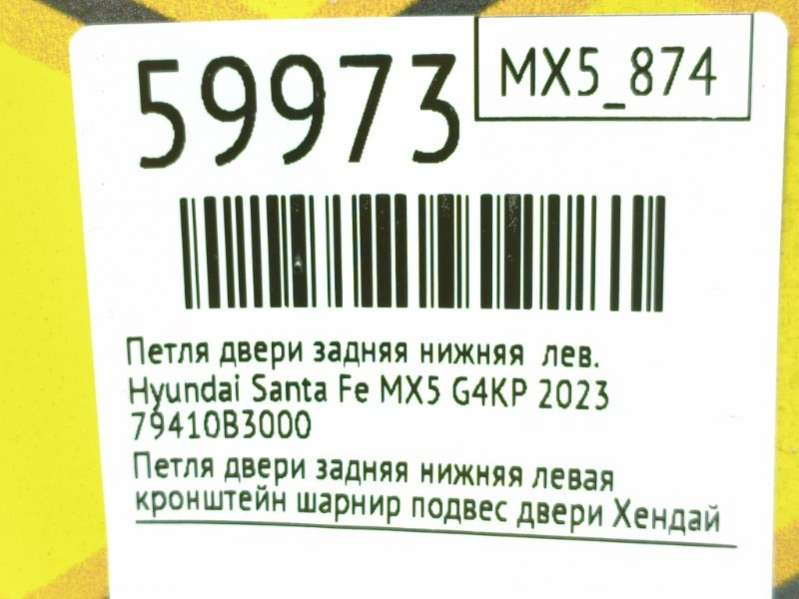 59973
MX5_874
Петля двери задняя нижняя лев.
Hyundai Santa Fe MX5 G4KP 2023
79410B3000
Петля двери задняя нижняя левая
кронштейн шарнир подвес двери Хендай